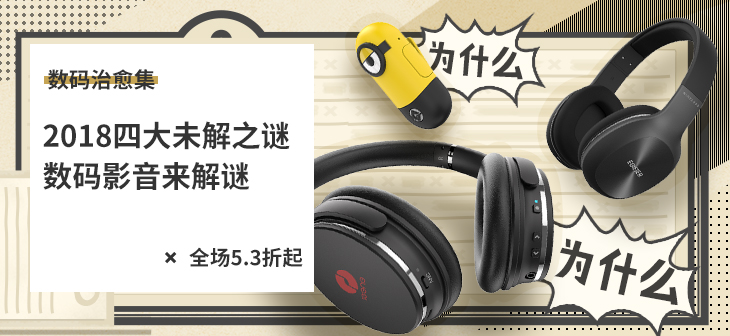 数码治愈集
2018四大未解之谜
数码影音来解谜
× 全场5.3折起
为什么
EDIFIER
为什么